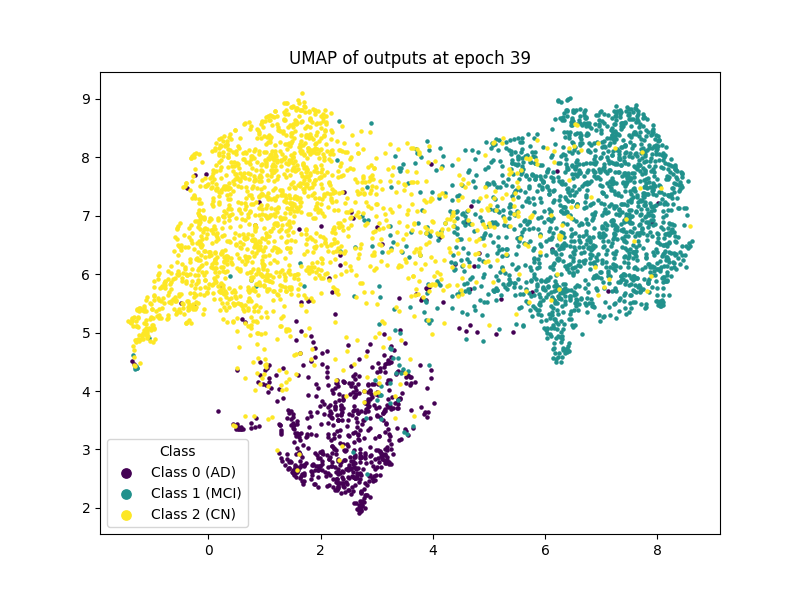 UMAP of outputs at epoch 39
9
8
7
6
5
4
3
2
Class
Class 0 (AD)
Class 1 (MCI)
Class 2 (CN)
0 2 4 6 8